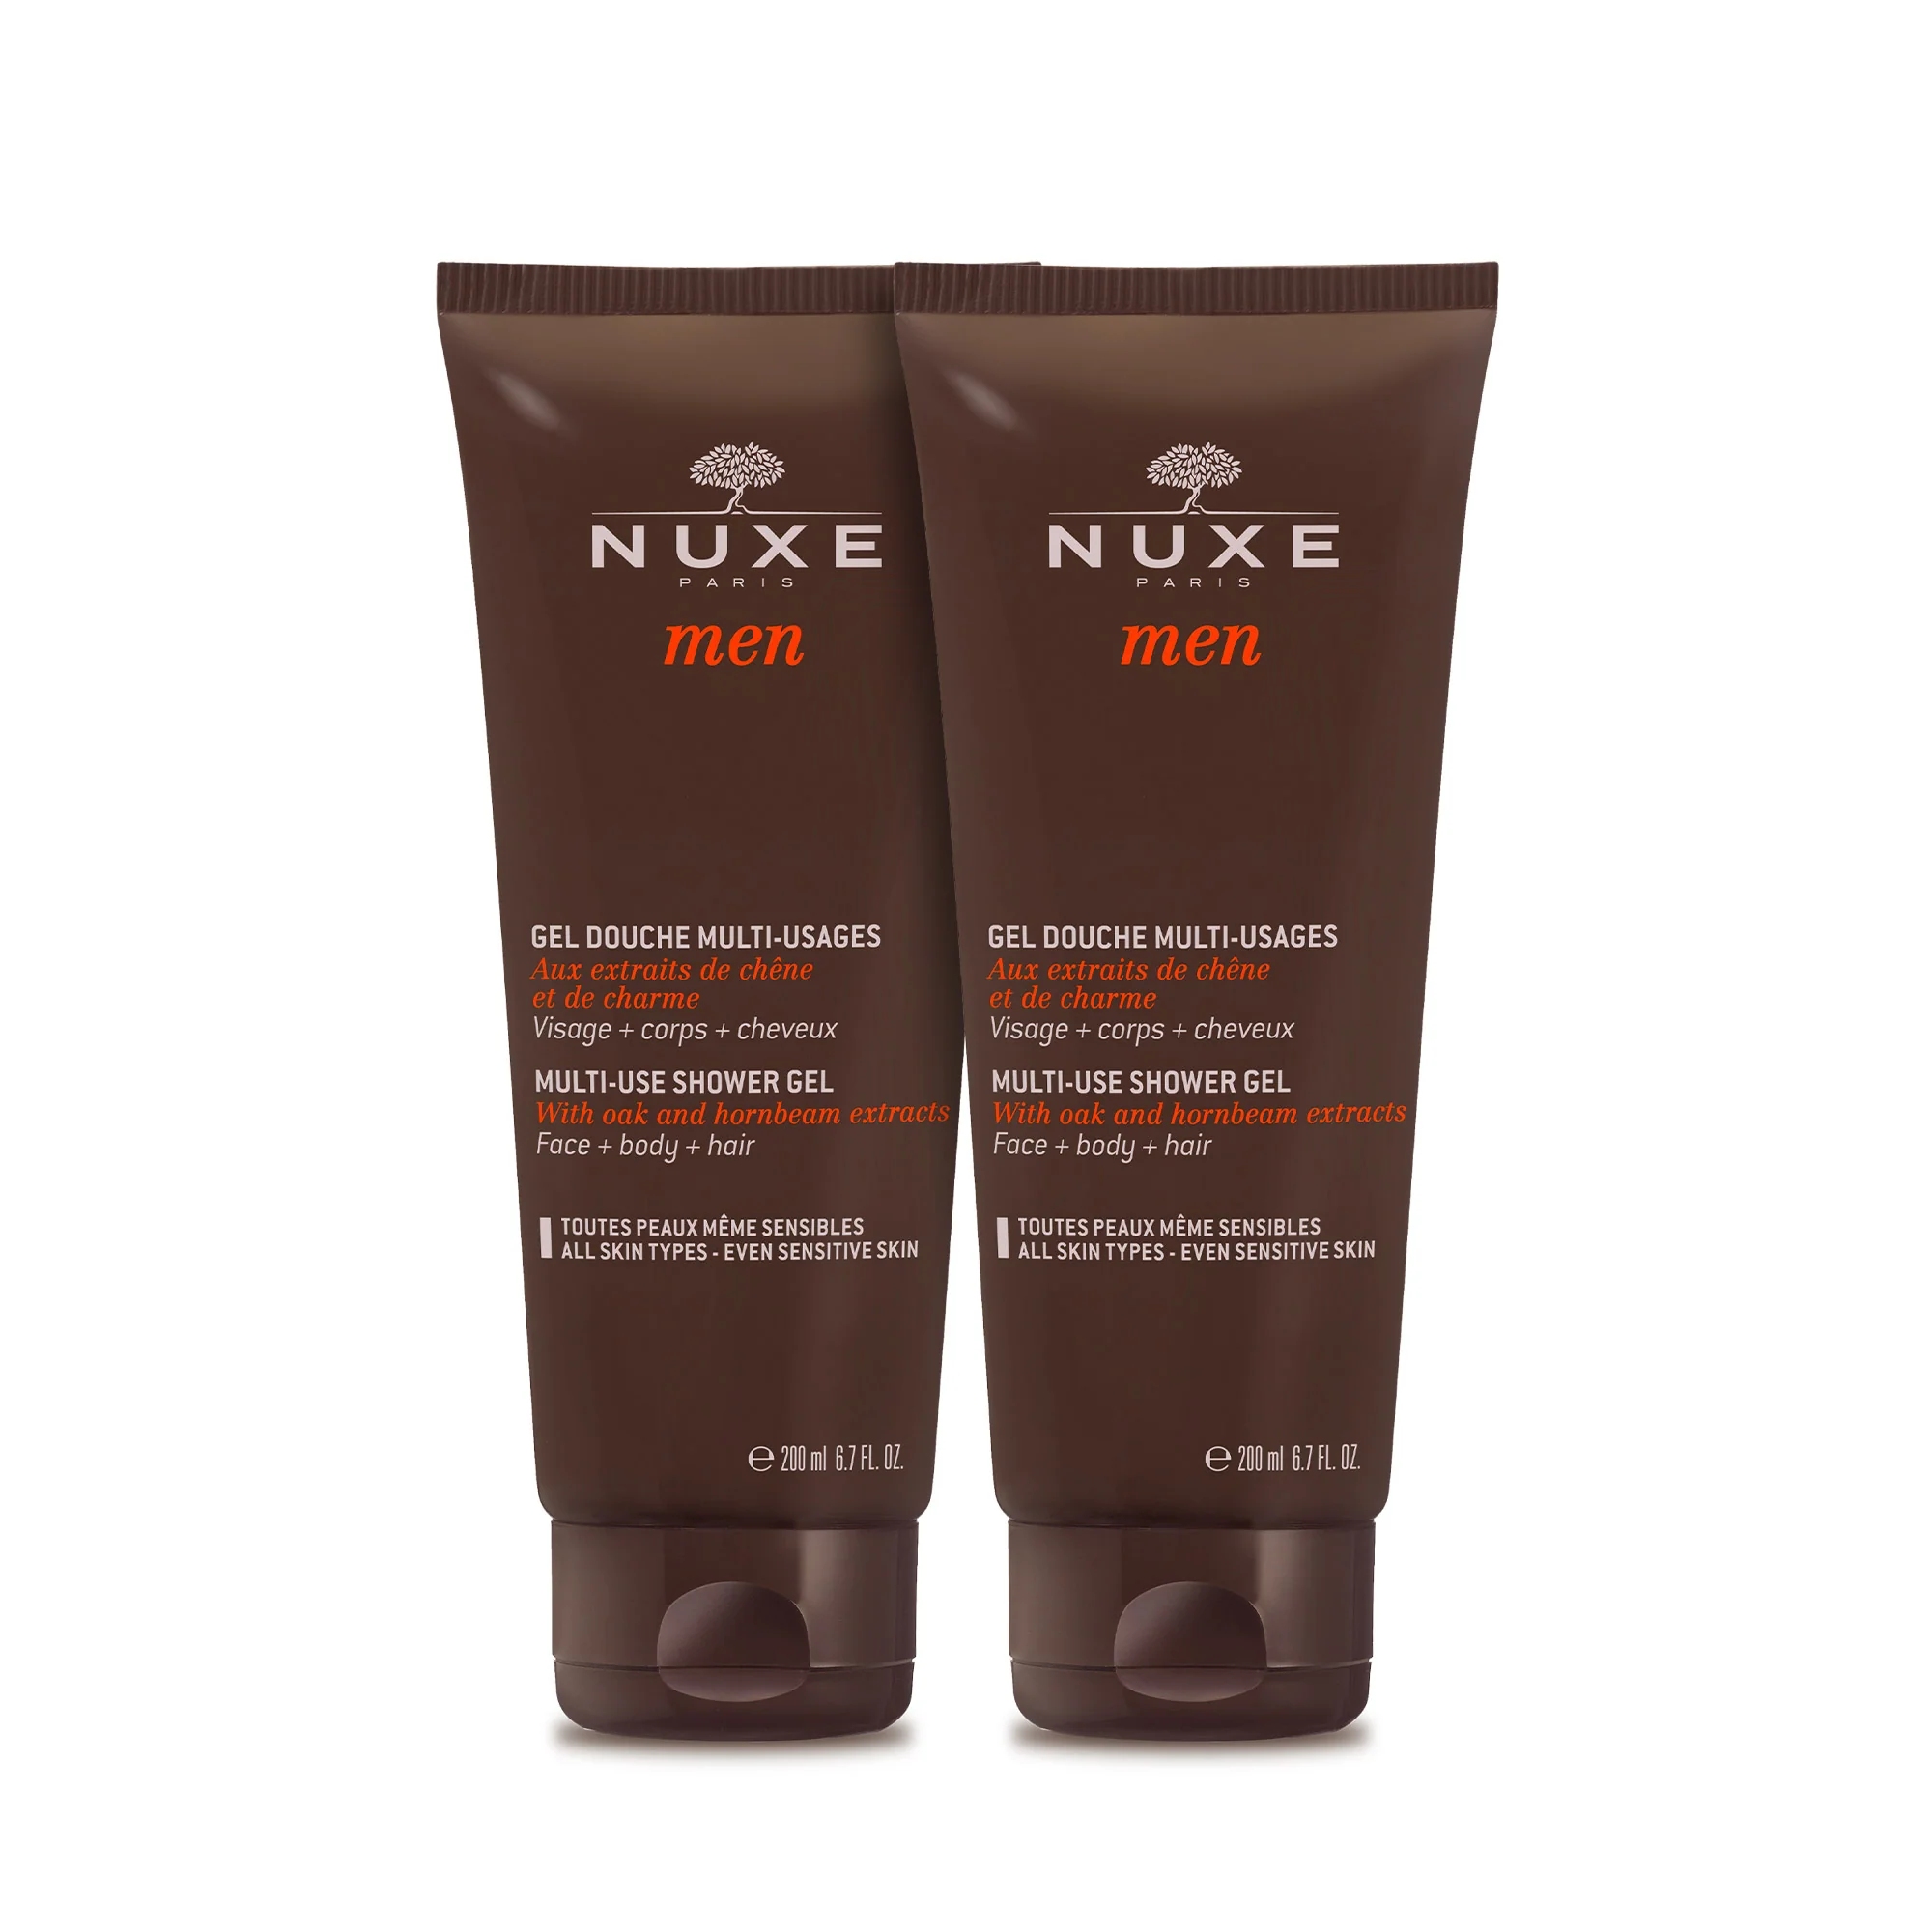 NUXE
PARIS
men
GEL DOUCHE MULTI-USAGES
Aux extraits de chêne
et de charme
Visage + corps + cheveux
MULTI-USE SHOWER GEL
With oak and hornbeam extracts
Face + body + hair
TOUTES PEAUX MÊME SENSIBLES
ALL SKIN TYPES - EVEN SENSITIVE SKIN
℮ 200 ml 6.7 FL. OZ.
NUXE
PARIS
men
GEL DOUCHE MULTI-USAGES
Aux extraits de chêne
et de charme
Visage + corps + cheveux
MULTI-USE SHOWER GEL
With oak and hornbeam extracts
Face + body + hair
TOUTES PEAUX MÊME SENSIBLES
ALL SKIN TYPES - EVEN SENSITIVE SKIN
℮ 200 ml 6.7 FL. OZ.